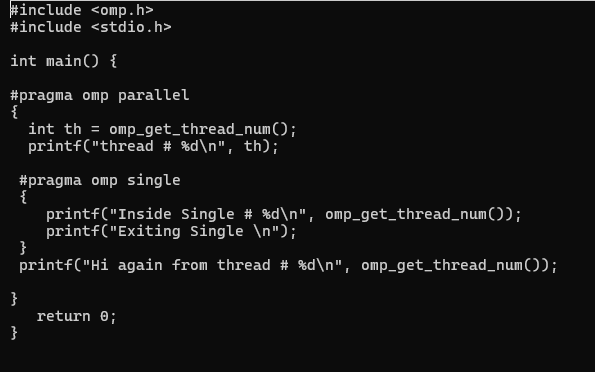 #include <omp.h>
#include <stdio.h>
int main() {
#pragma omp parallel
{
int th = omp_get_thread_num();
printf("thread # %d\n", th);
#pragma omp single
{
printf("Inside Single # %d\n", omp_get_thread_num());
printf("Exiting Single \n");
}
printf("Hi again from thread # %d\n", omp_get_thread_num());
}
return 0;
}